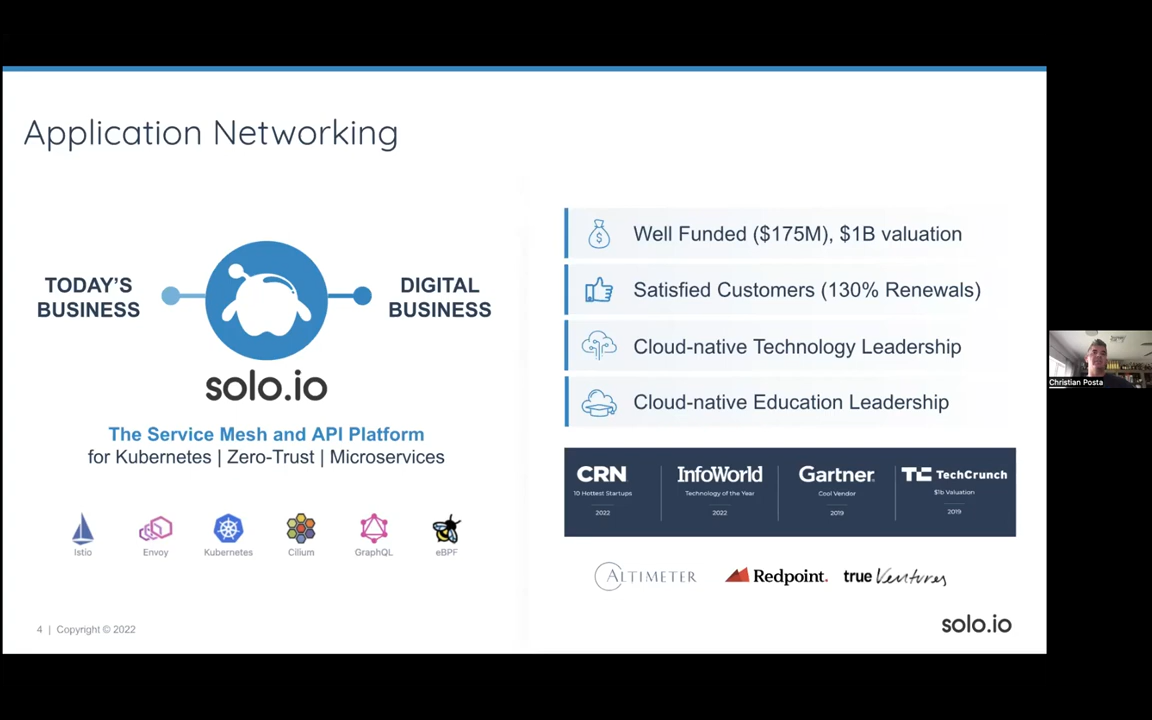 Application Networking
TODAY'S
BUSINESS
DIGITAL
BUSINESS
solo.io
The Service Mesh and API Platform
for Kubernetes | Zero-Trust | Microservices
Istio
Envoy
Kubernetes
Cilium
GraphQL
eBPF
4 | Copyright © 2022
Well Funded ($175M), $1B valuation
Satisfied Customers (130% Renewals)
Cloud-native Technology Leadership
Cloud-native Education Leadership
CRN
10 Hottest Startups
2022
InfoWorld
Technology of the Year
2022
Gartner
Cool Vendor
2019
TC TechCrunch
$1b Valuation
2019
ALTIMETER
Redpoint.
true Ventures
solo.io
Christian Posta